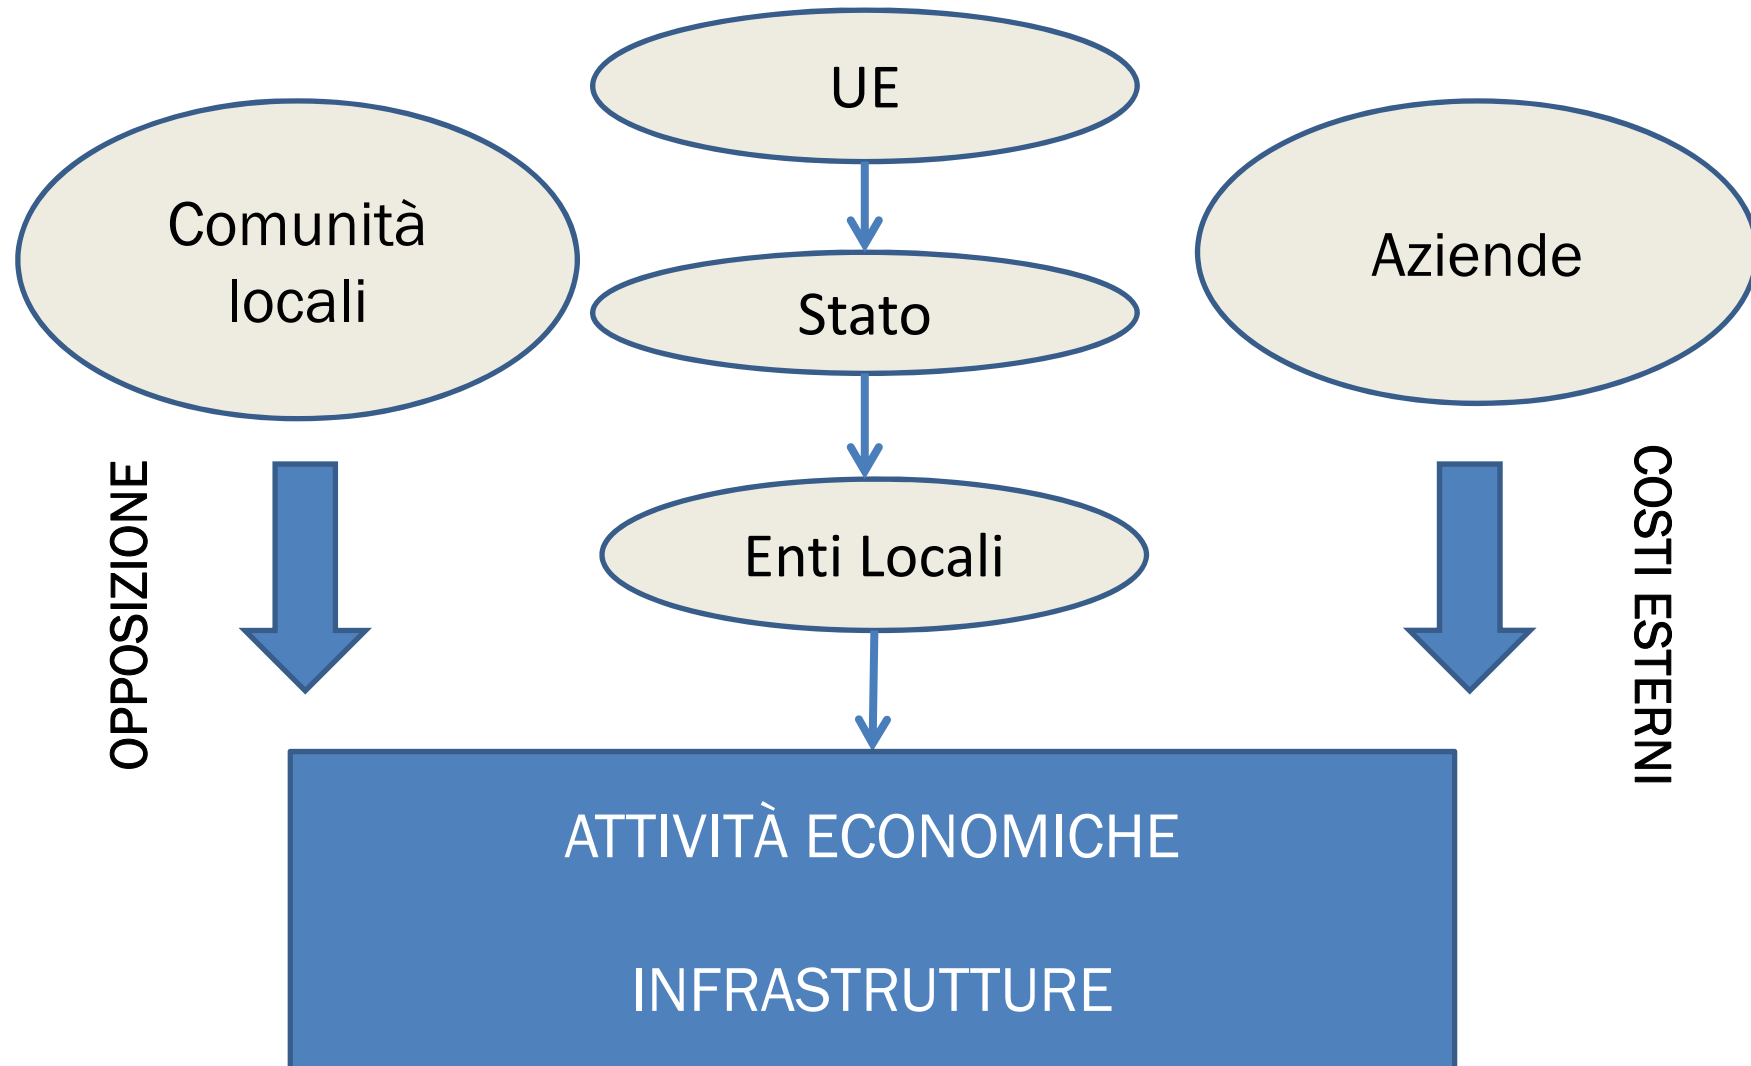 UE
Comunità
locali
Aziende
Stato
Enti Locali
OPPOSIZIONE
COSTI ESTERNI
ATTIVITÀ ECONOMICHE
INFRASTRUTTURE